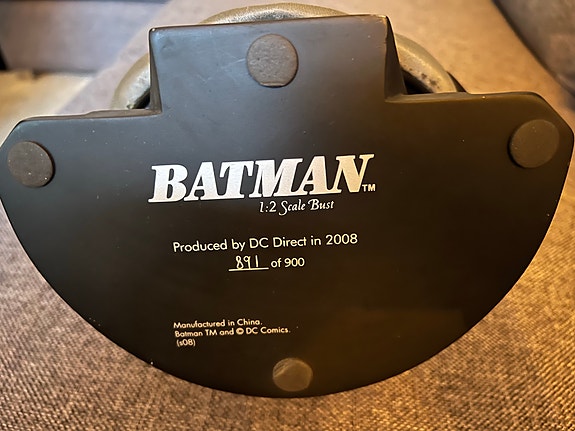 BATMAN™
1:2 Scale Bust
Produced by DC Direct in 2008
891 of 900
Manufactured in China.
Batman TM and © DC Comics.
(s08)